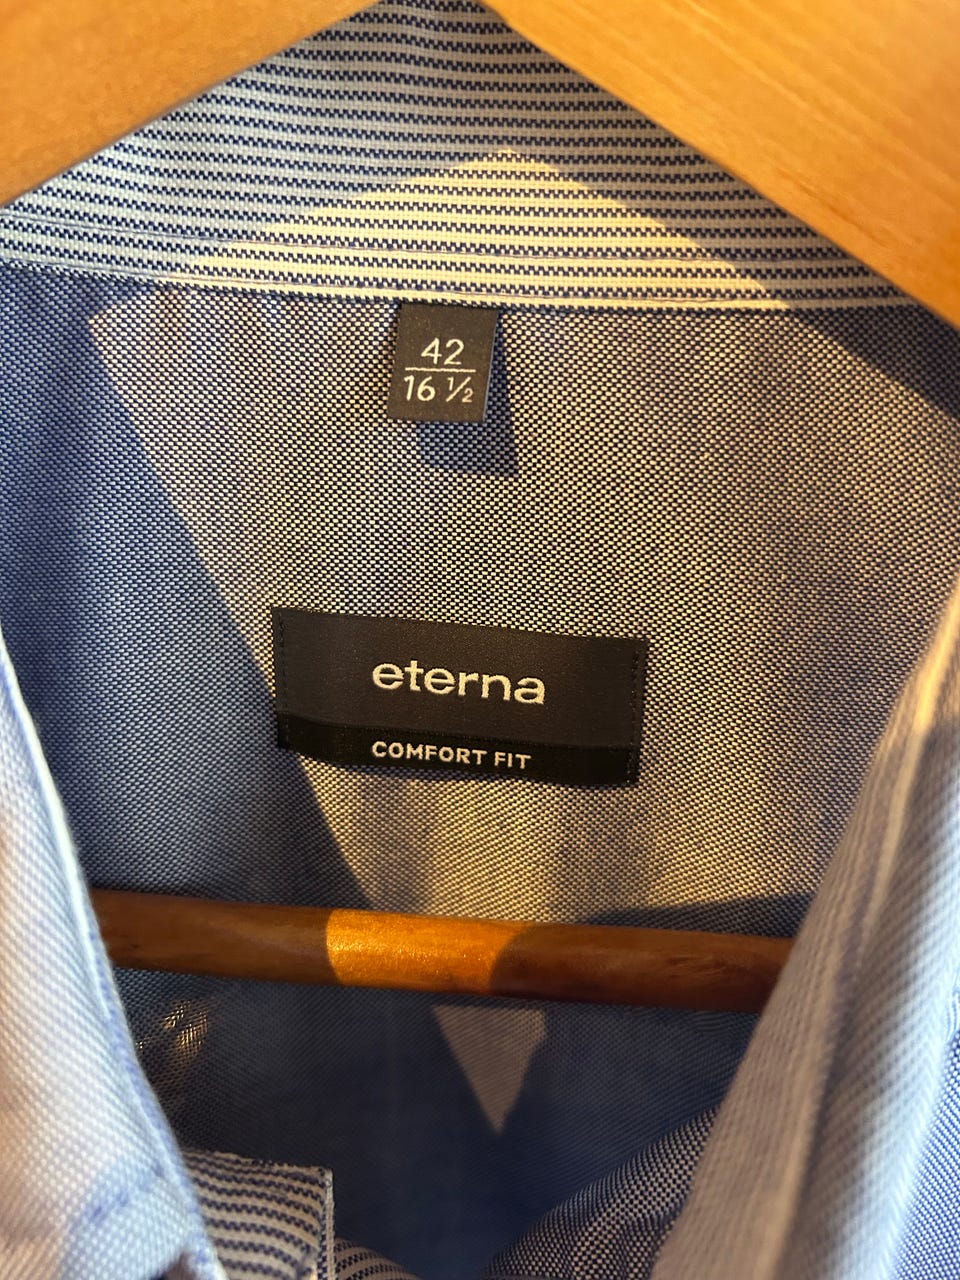 42
16 ½
eterna
COMFORT FIT